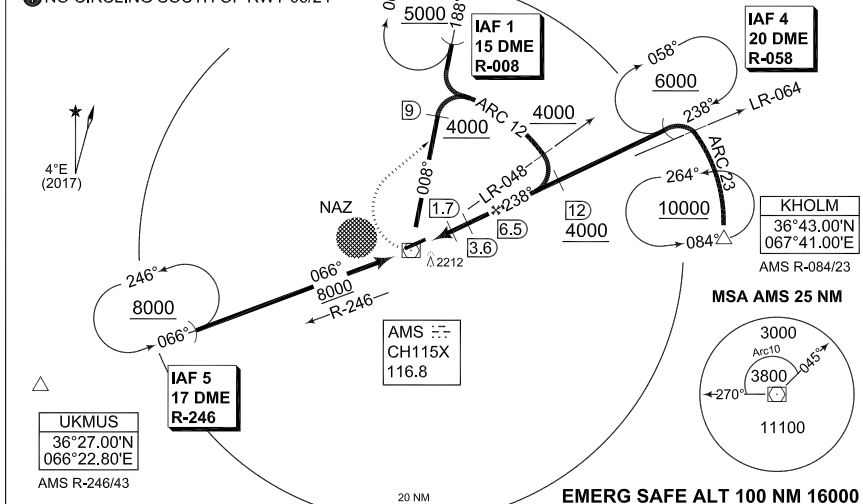 NO CIRCLING SOUTH OF RWY 06/24
5000
188°
IAF 1
15 DME
R-008
IAF 4
20 DME
R-058
058°
6000
238°
LR-064
9
4000
ARC 12
4000
ARC 23
4°E
(2017)
008°
LR-048
238°
264°
10000
084°
KHOLM
36°43.00'N
067°41.00'E
AMS R-084/23
NAZ
1.7
6.5
3.6
12
4000
2212
246°
8000
066°
066°
8000
R-246
MSA AMS 25 NM
3000
Arc10
045°
3800
270°
11100
AMS
CH115X
116.8
IAF 5
17 DME
R-246
UKMUS
36°27.00'N
066°22.80'E
AMS R-246/43
20 NM
EMERG SAFE ALT 100 NM 16000